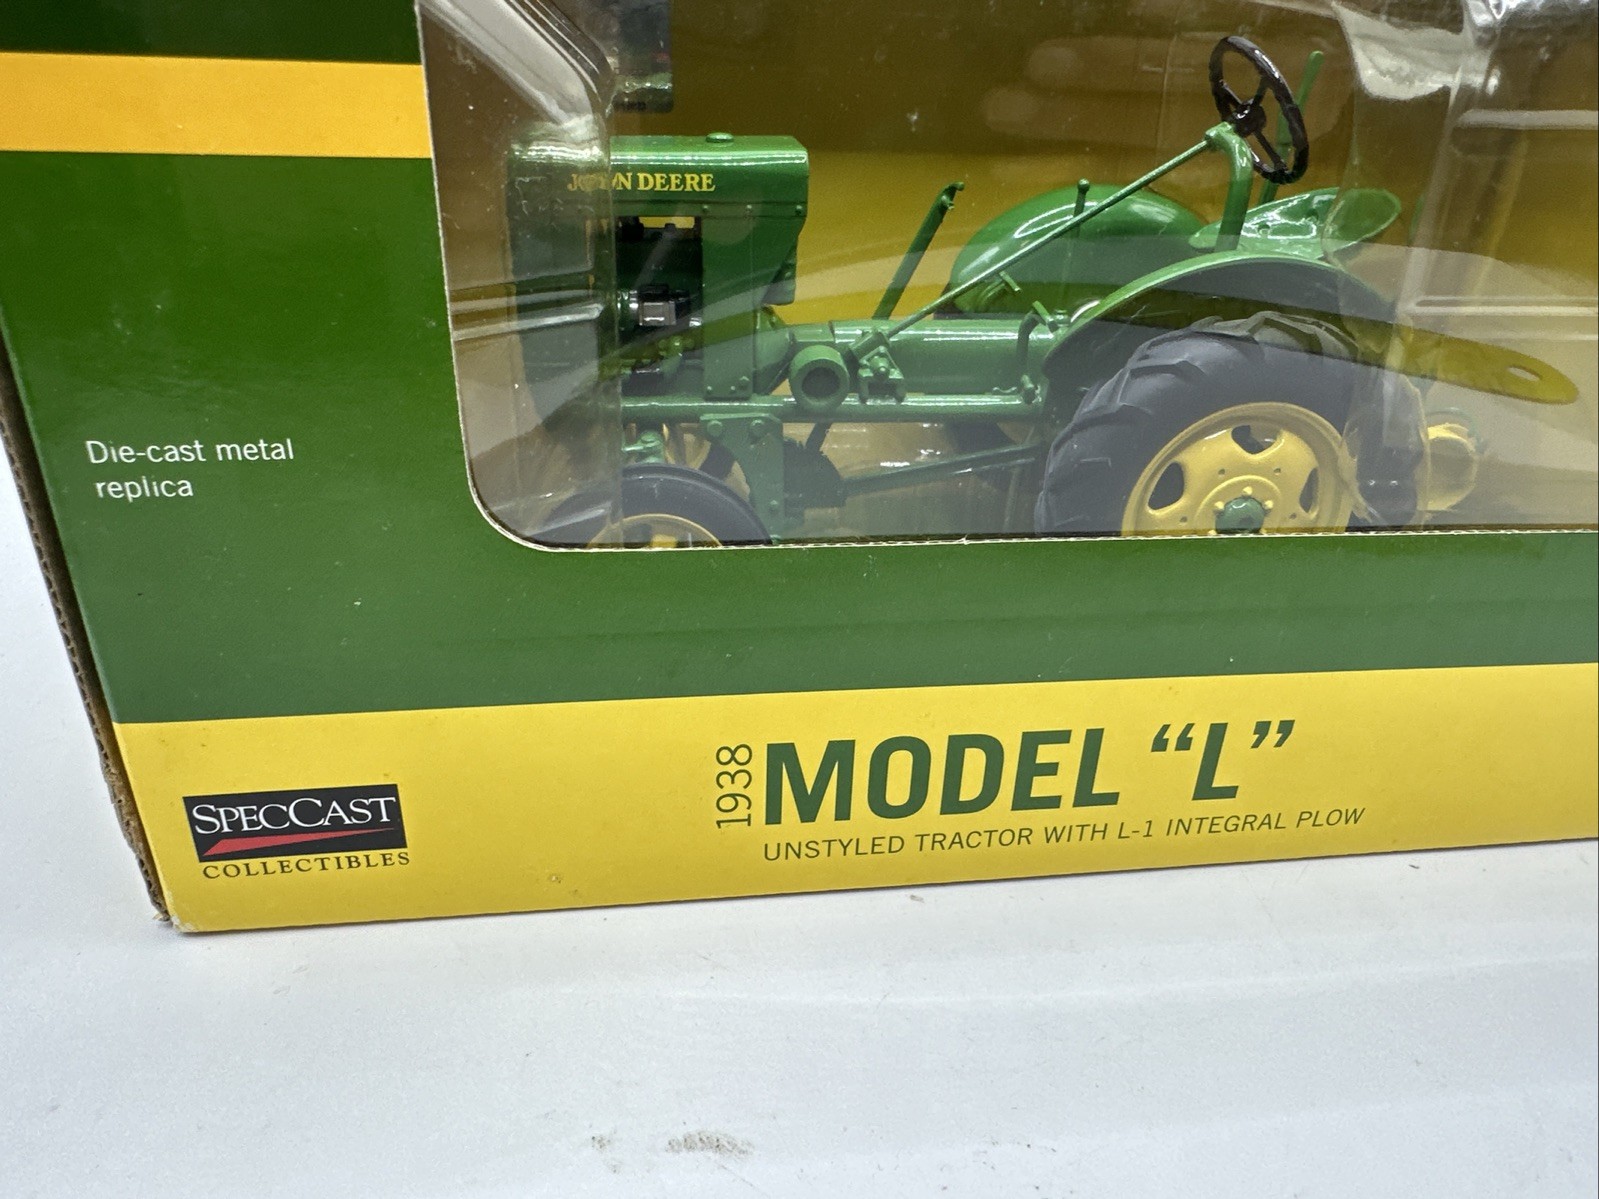 JOHN DEERE
Die-cast metal
replica
1938
MODEL “L”
UNSTYLED TRACTOR WITH L-1 INTEGRAL PLOW
SPECCAST
COLLECTIBLES